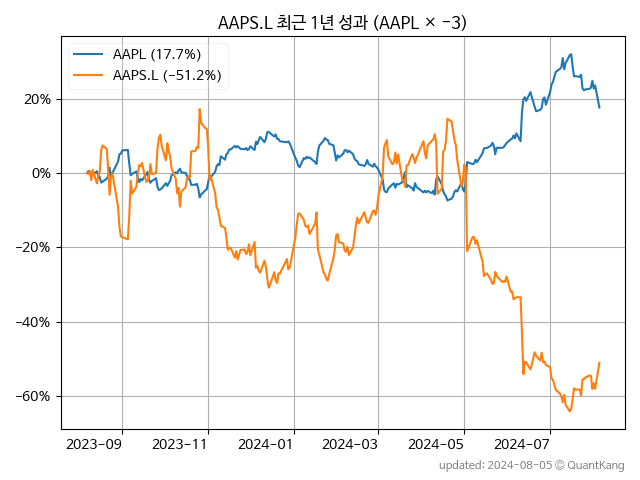 AAPS.L 최근 1년 성과 (AAPL × −3)
AAPL (17.7%)
AAPS.L (−51.2%)
20%
0%
−20%
−40%
−60%
2023-09 2023-11 2024-01 2024-03 2024-05 2024-07
updated: 2024-08-05 © QuantKang